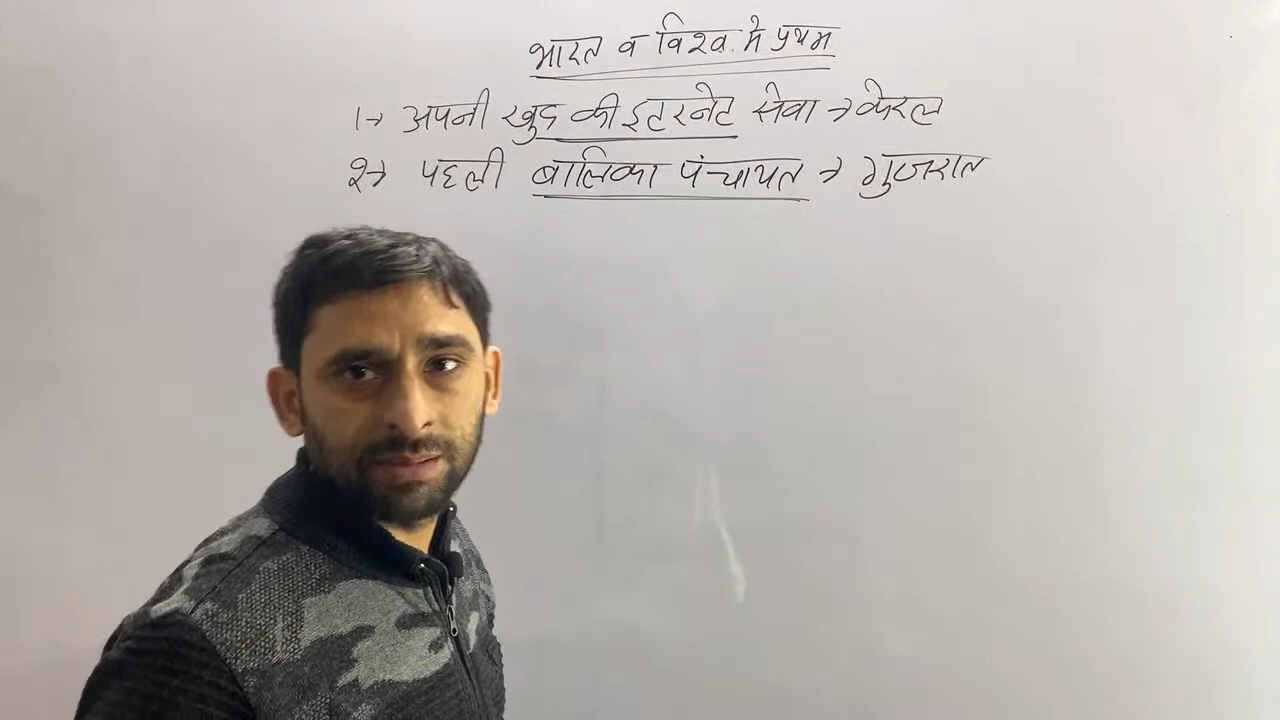 भारत व विश्व में प्रथम
1→ अपनी खुद की इंटरनेट सेवा → केरल
2→ पहली बालिका पंचायत → गुजरात